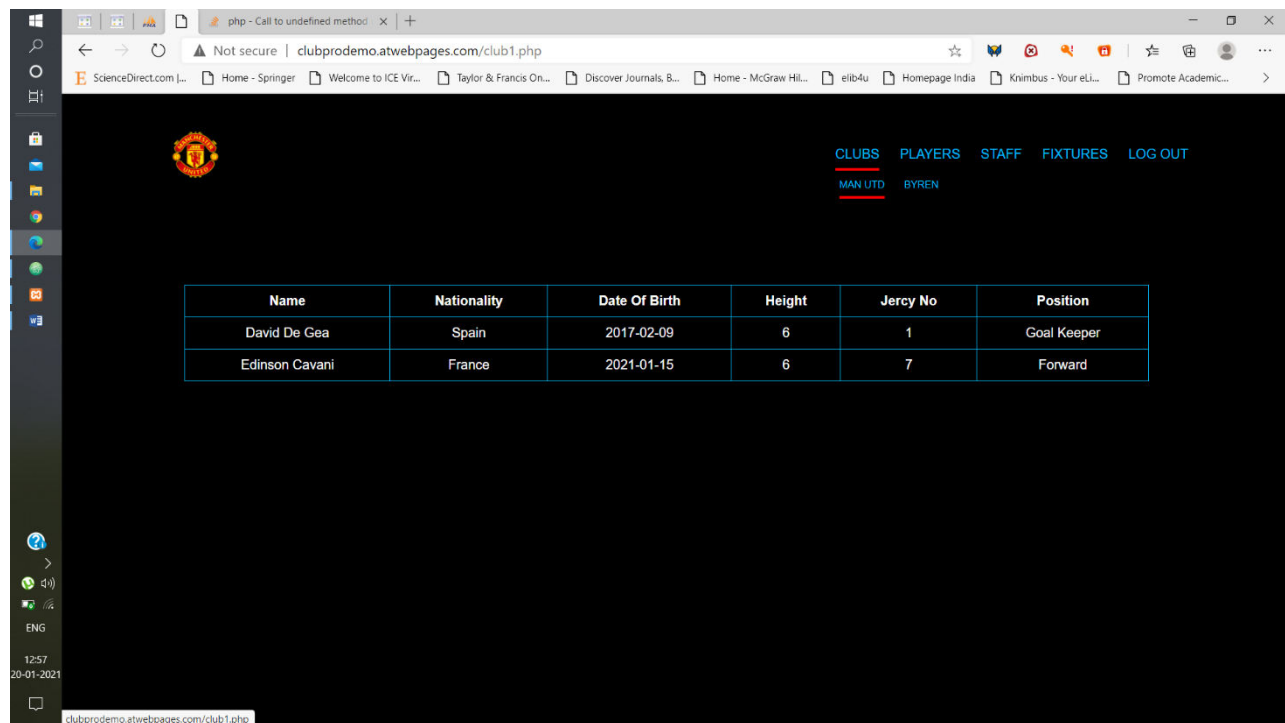 php - Call to undefined method
Not secure | clubprodemo.atwebpages.com/club1.php
ScienceDirect.com |... Home - Springer Welcome to ICE Vir... Taylor & Francis On... Discover Journals, B... Home - McGraw Hil... elib4u Homepage India Knimbus - Your eLi... Promote Academic...
MANCHESTER
UNITED
CLUBS PLAYERS STAFF FIXTURES LOG OUT
MAN UTD BYREN
Name Nationality Date Of Birth Height Jercy No Position
David De Gea Spain 2017-02-09 6 1 Goal Keeper
Edinson Cavani France 2021-01-15 6 7 Forward
ENG
12:57
20-01-2021
clubprodemo.atwebpages.com/club1.php